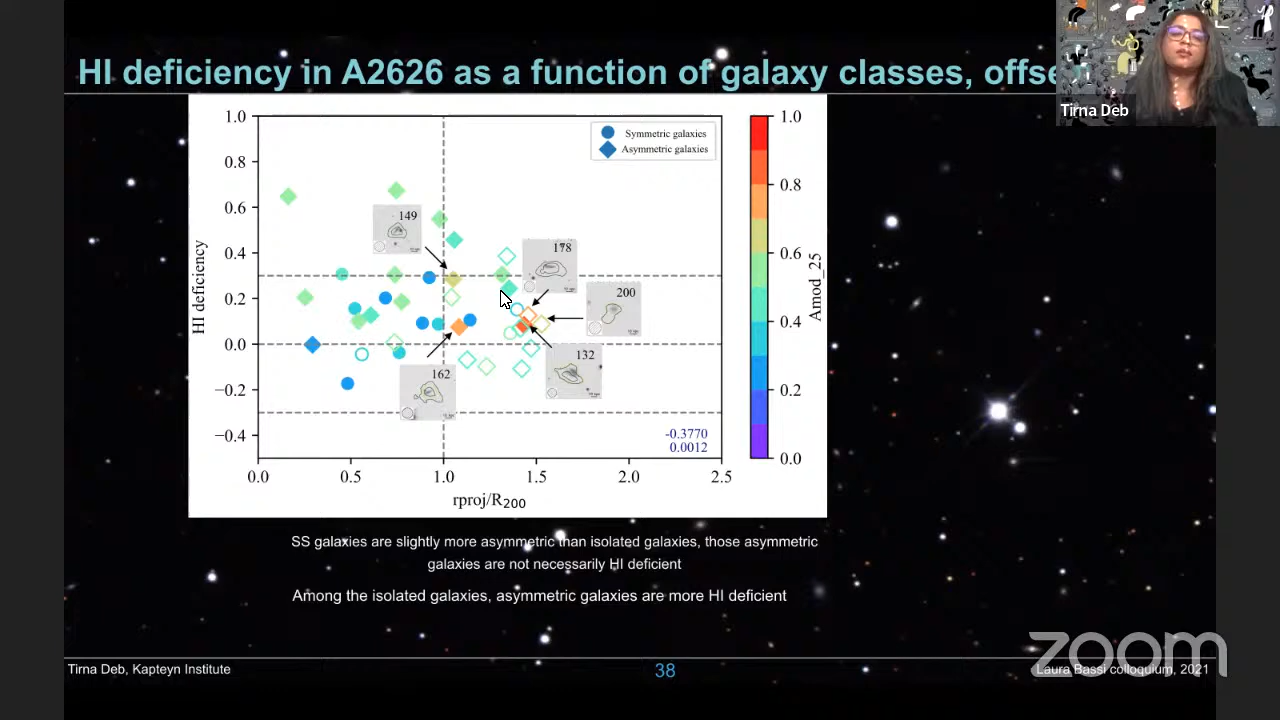 HI deficiency in A2626 as a function of galaxy classes, offse
Tirna Deb
1.0
0.8
0.6
0.4
0.2
0.0
−0.2
−0.4
HI deficiency
Symmetric galaxies
Asymmetric galaxies
149
178
200
162
132
-0.3770
0.0012
0.0
0.5
1.0
1.5
2.0
2.5
rproj/R200
1.0
0.8
0.6
0.4
0.2
0.0
Amod_25
SS galaxies are slightly more asymmetric than isolated galaxies, those asymmetric
galaxies are not necessarily HI deficient
Among the isolated galaxies, asymmetric galaxies are more HI deficient
Tirna Deb, Kapteyn Institute
38
Laura Bassi colloquium, 2021
zoom